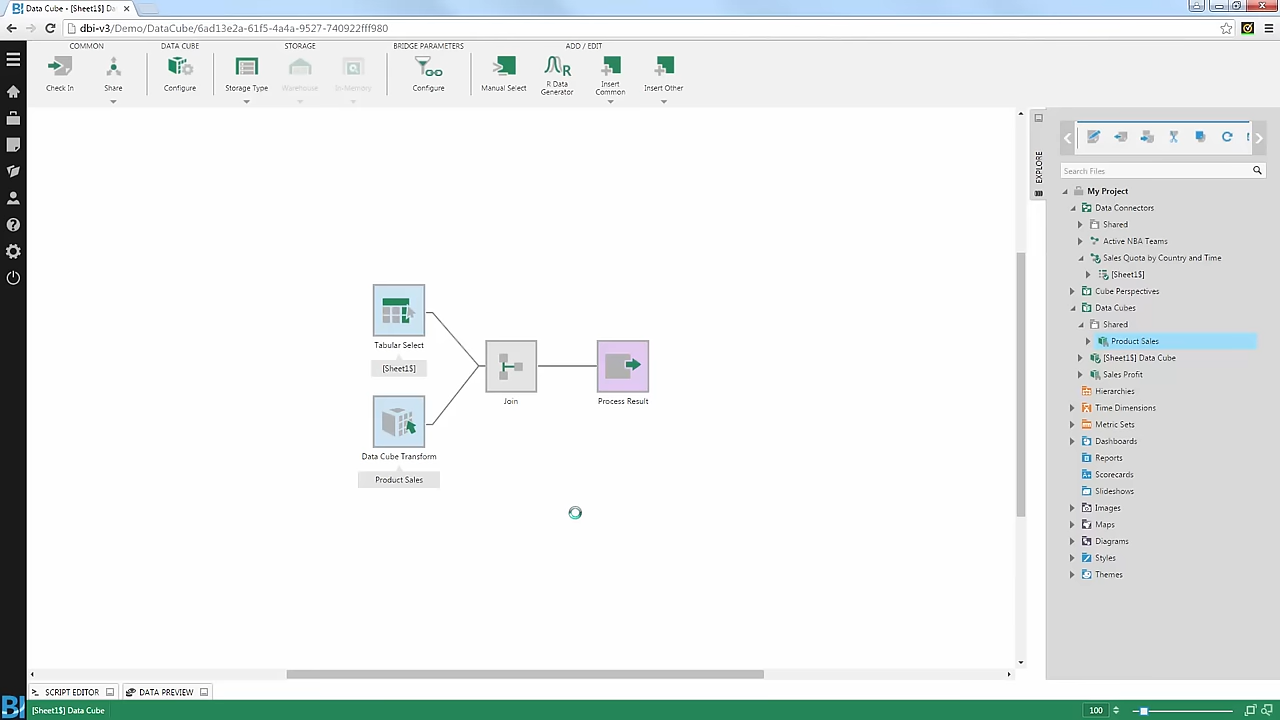 Data Cube - [Sheet1$]
dbi-v3/Demo/DataCube/6ad13e2a-61f5-4a4a-9527-740922fff980
COMMON
DATA CUBE
STORAGE
BRIDGE PARAMETERS
ADD / EDIT
Check In
Share
Configure
Storage Type
Warehouse
In-Memory
Configure
Manual Select
R Data
Generator
Insert
Common
Insert Other
EXPLORE
Search Files
My Project
Data Connectors
Shared
Active NBA Teams
Sales Quota by Country and Time
[Sheet1$]
Cube Perspectives
Data Cubes
Shared
Product Sales
[Sheet1$] Data Cube
Sales Profit
Hierarchies
Time Dimensions
Metric Sets
Dashboards
Reports
Scorecards
Slideshows
Images
Maps
Diagrams
Styles
Themes
Tabular Select
[Sheet1$]
Join
Process Result
Data Cube Transform
Product Sales
SCRIPT EDITOR
DATA PREVIEW
BI
[Sheet1$] Data Cube
100